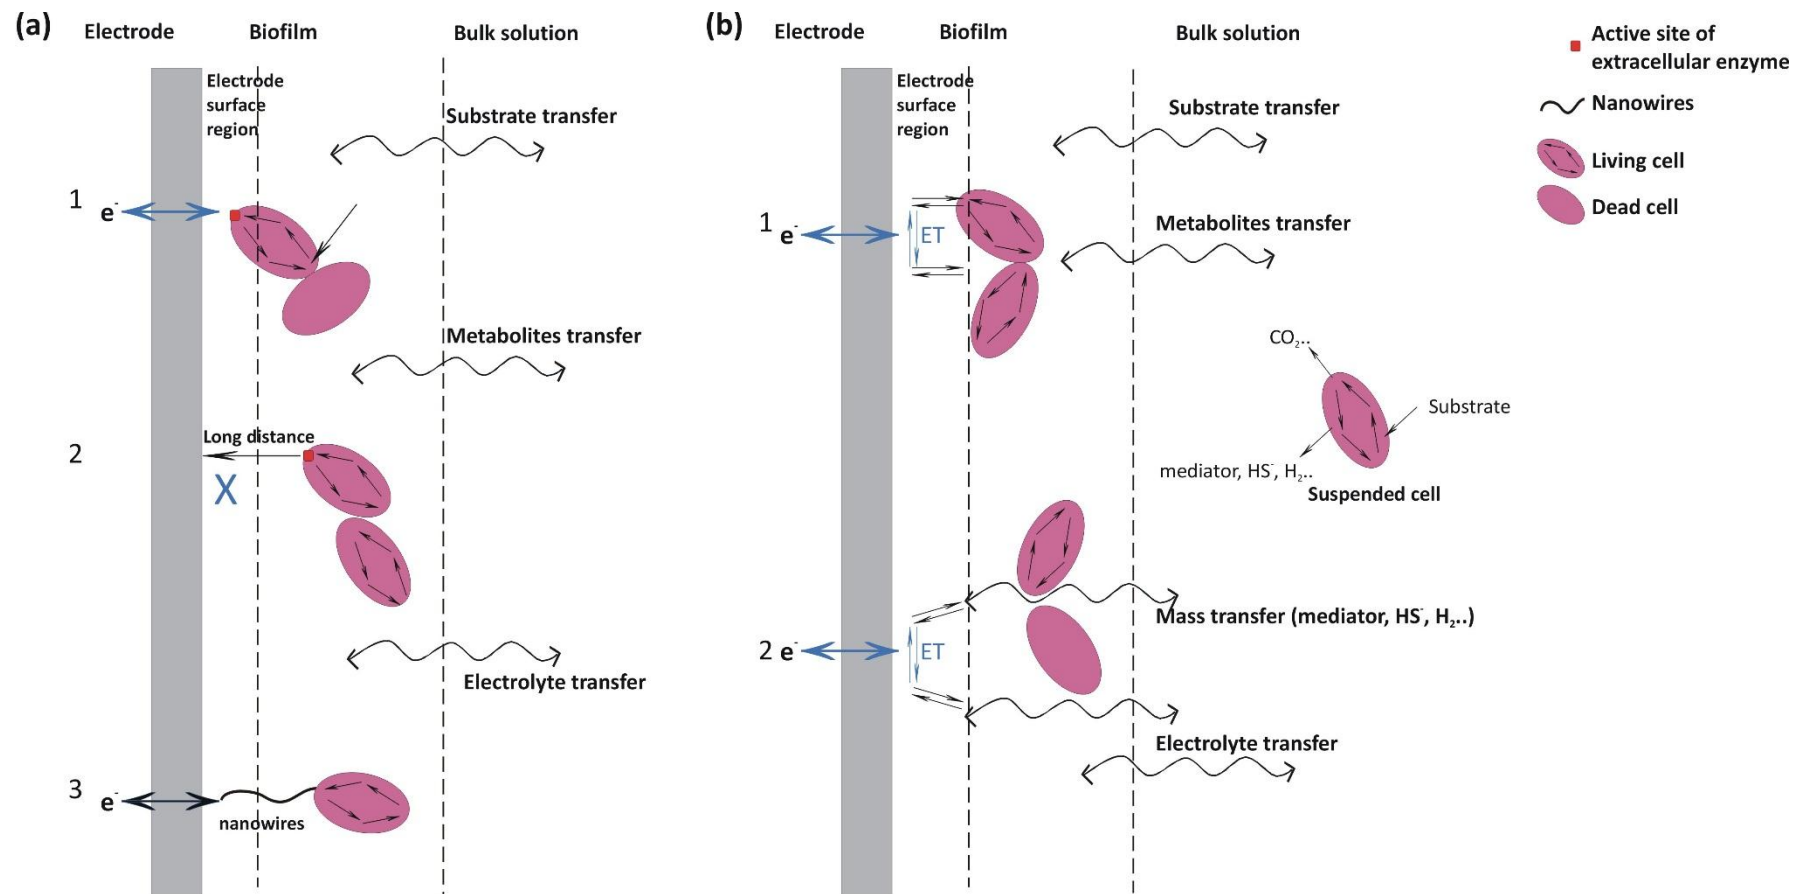 (a)
Electrode
Biofilm
Bulk solution
Electrode
surface
region
Substrate transfer
1
e-
Metabolites transfer
2
Long distance
X
Electrolyte transfer
3
e-
nanowires
(b)
Electrode
Biofilm
Bulk solution
Electrode
surface
region
Substrate transfer
1
e-
ET
Metabolites transfer
CO2..
Substrate
mediator, HS-, H2..
Suspended cell
Mass transfer (mediator, HS-, H2..)
2
e-
ET
Electrolyte transfer
Active site of
extracellular enzyme
Nanowires
Living cell
Dead cell